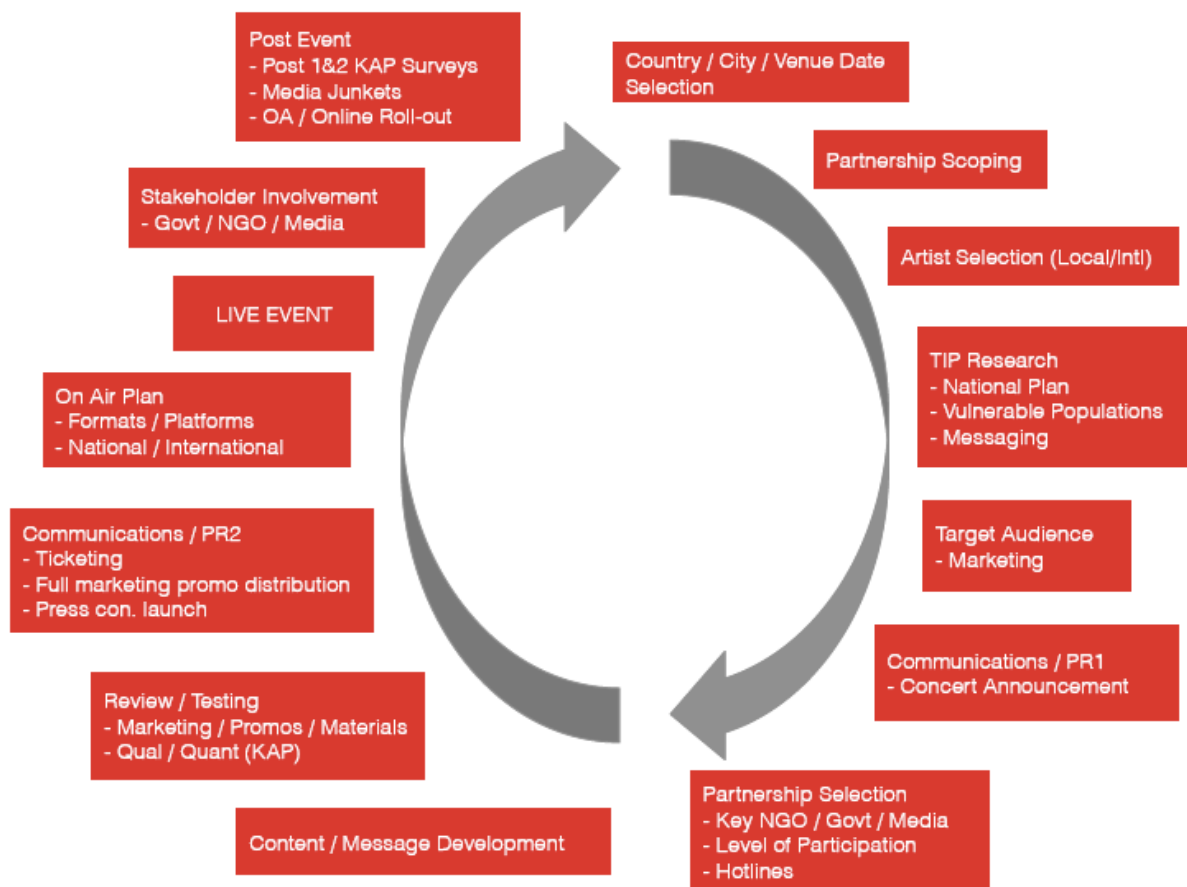 Country / City / Venue Date
Selection
Partnership Scoping
Artist Selection (Local/Intl)
TIP Research
- National Plan
- Vulnerable Populations
- Messaging
Target Audience
- Marketing
Communications / PR1
- Concert Announcement
Partnership Selection
- Key NGO / Govt / Media
- Level of Participation
- Hotlines
Content / Message Development
Review / Testing
- Marketing / Promos / Materials
- Qual / Quant (KAP)
Communications / PR2
- Ticketing
- Full marketing promo distribution
- Press con. launch
On Air Plan
- Formats / Platforms
- National / International
LIVE EVENT
Stakeholder Involvement
- Govt / NGO / Media
Post Event
- Post 1&2 KAP Surveys
- Media Junkets
- OA / Online Roll-out